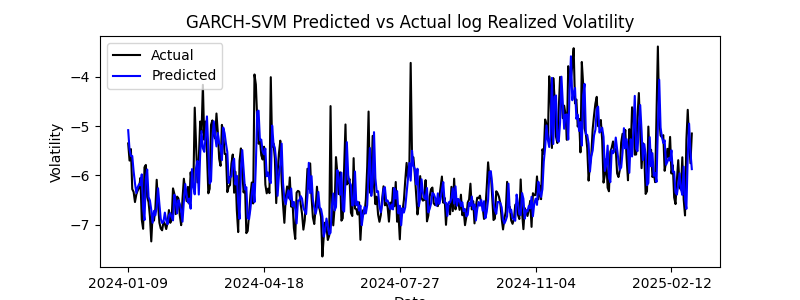 GARCH-SVM Predicted vs Actual log Realized Volatility
Actual
Predicted
Volatility
−4
−5
−6
−7
2024-01-09
2024-04-18
2024-07-27
2024-11-04
2025-02-12